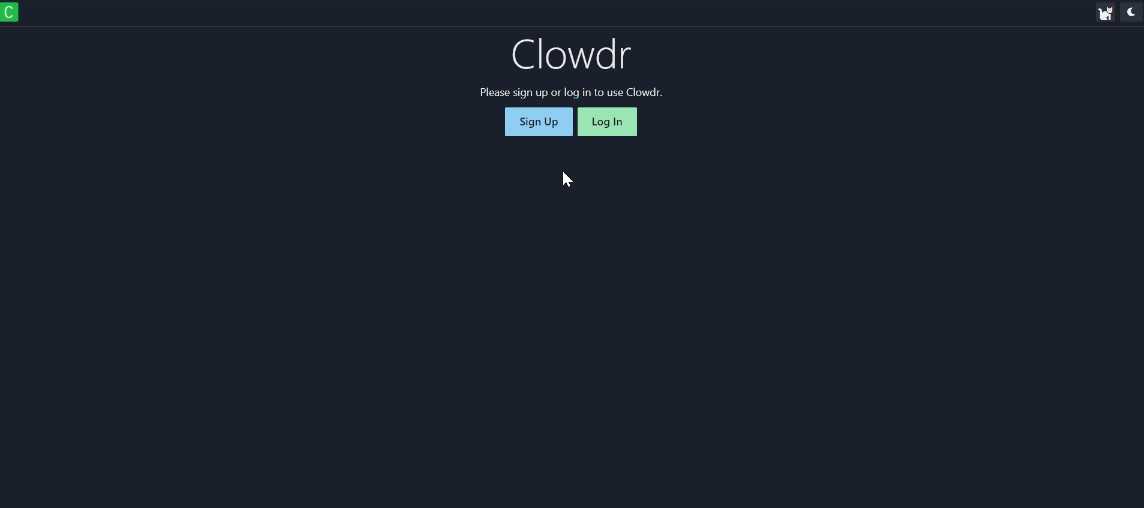 C
Clowdr
Please sign up or log in to use Clowdr.
Sign Up
Log In